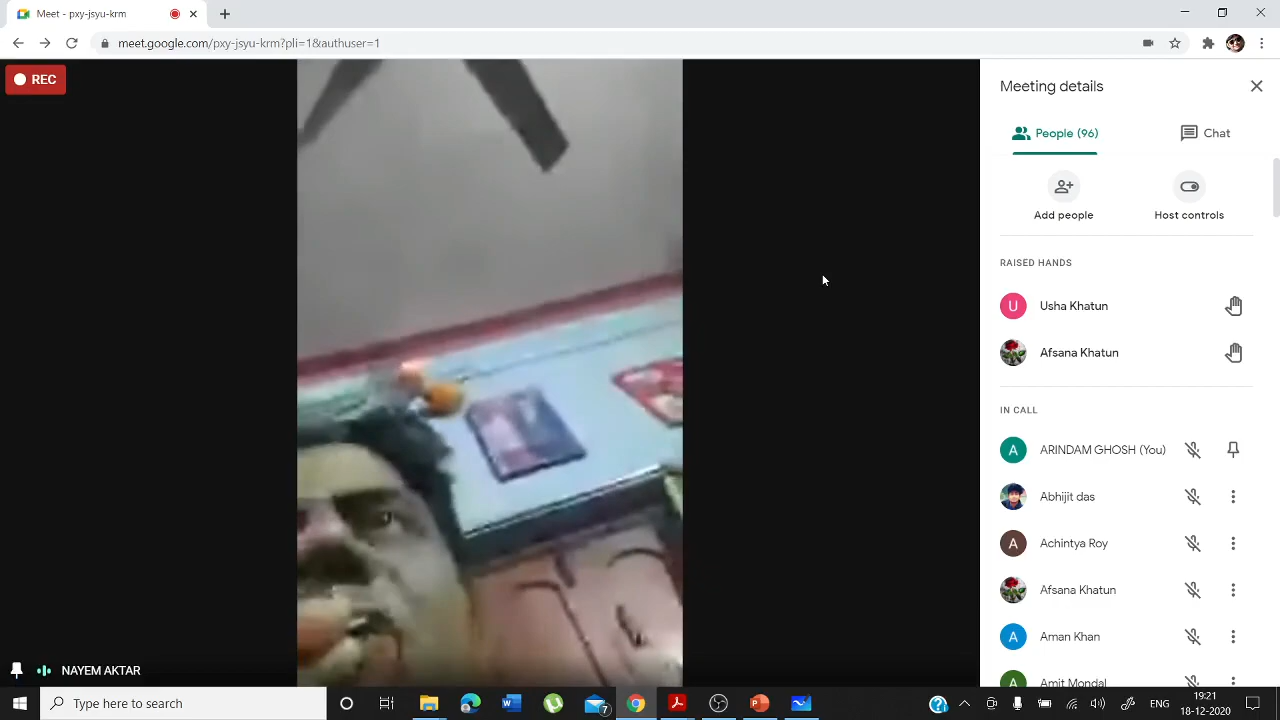 Meet - pxy-jsyu-krm
meet.google.com/pxy-jsyu-krm?pli=1&authuser=1
REC
Meeting details
People (96)
Chat
Add people
Host controls
RAISED HANDS
U
Usha Khatun
Afsana Khatun
IN CALL
A
ARINDAM GHOSH (You)
Abhijit das
A
Achintya Roy
Afsana Khatun
A
Aman Khan
A
Amit Mondal
NAYEM AKTAR
Type here to search
7
ENG
19:21
18-12-2020